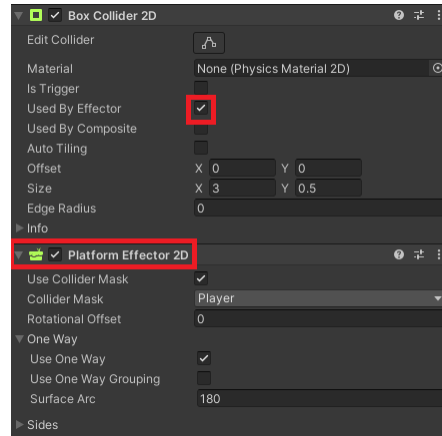 Box Collider 2D
Edit Collider
Material None (Physics Material 2D)
Is Trigger
Used By Effector
Used By Composite
Auto Tiling
Offset X 0 Y 0
Size X 3 Y 0.5
Edge Radius 0
Info
Platform Effector 2D
Use Collider Mask
Collider Mask Player
Rotational Offset 0
One Way
Use One Way
Use One Way Grouping
Surface Arc 180
Sides